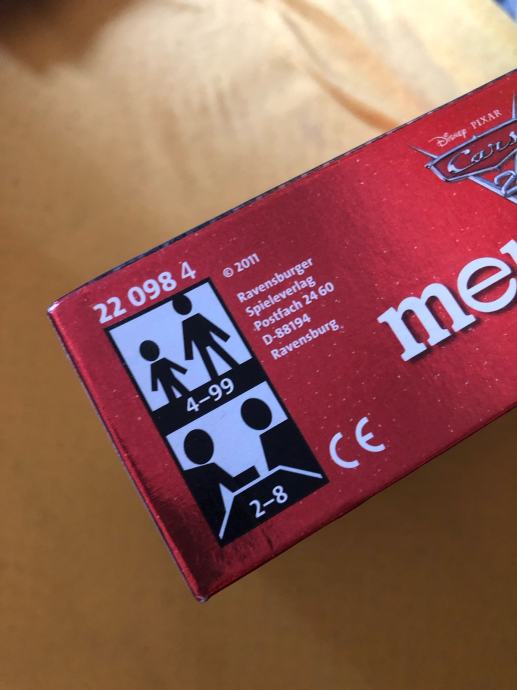 Disney PIXAR
Cars
2
22 098 4
© 2011
Ravensburger
Spieleverlag
Postfach 24 60
D-88194
Ravensburg
4–99
2–8
CE